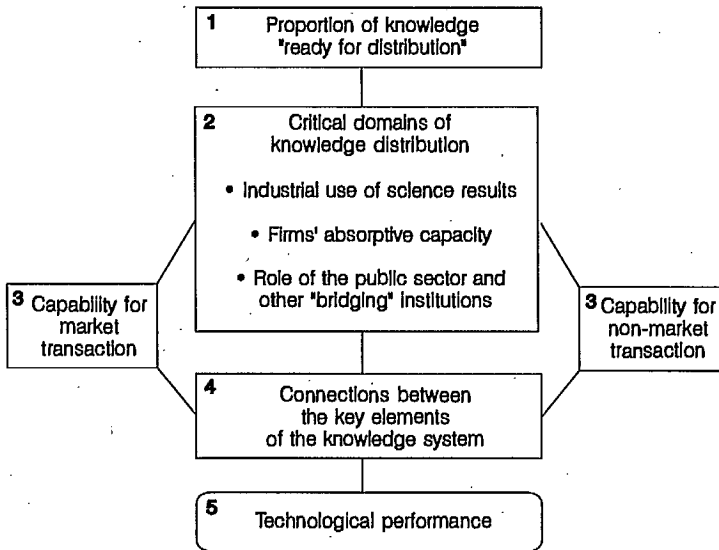 1 Proportion of knowledge
"ready for distribution"
2 Critical domains of
knowledge distribution
• Industrial use of science results
• Firms' absorptive capacity
• Role of the public sector and
other "bridging" institutions
3 Capability for
market
transaction
3 Capability for
non-market
transaction
4 Connections between
the key elements
of the knowledge system
5 Technological performance